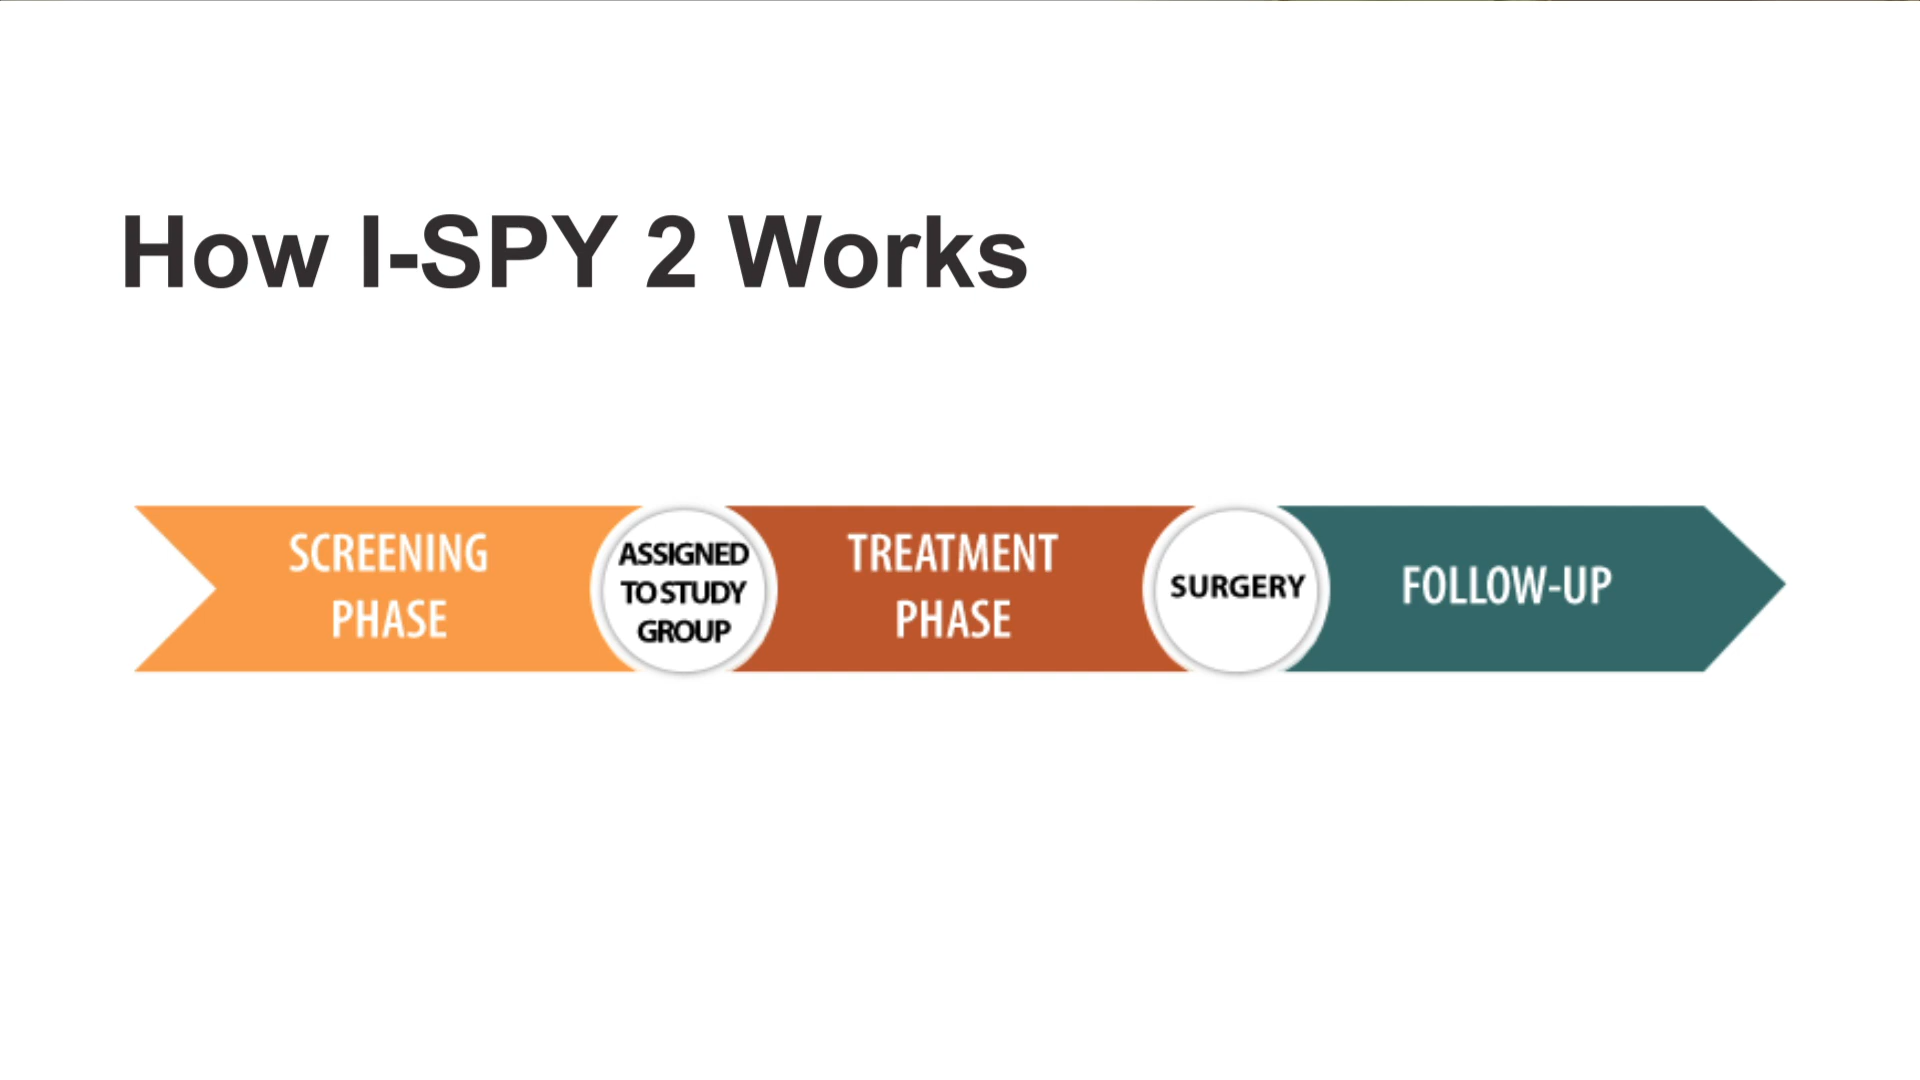 How I-SPY 2 Works
SCREENING
PHASE
ASSIGNED
TO STUDY
GROUP
TREATMENT
PHASE
SURGERY
FOLLOW-UP